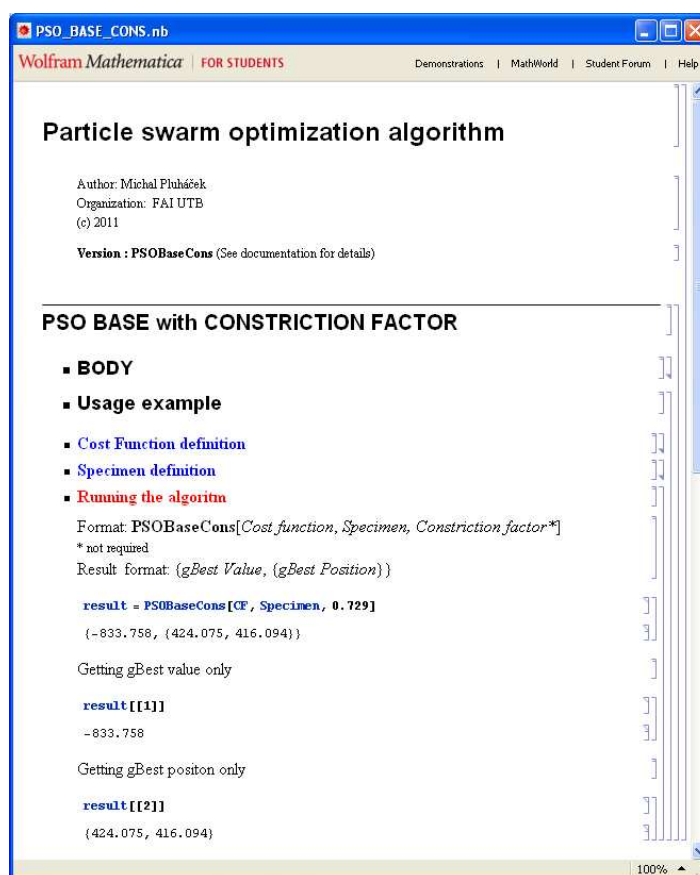 PSO_BASE_CONS.nb
Wolfram Mathematica | FOR STUDENTS Demonstrations | MathWorld | Student Forum | Help
Particle swarm optimization algorithm
Author: Michal Pluháček
Organization: FAI UTB
(c) 2011
Version : PSOBaseCons (See documentation for details)
PSO BASE with CONSTRICTION FACTOR
BODY
Usage example
Cost Function definition
Specimen definition
Running the algoritm
Format: PSOBaseCons[Cost function, Specimen, Constriction factor*]
* not required
Result format: {gBest Value, {gBest Position}}
result = PSOBaseCons[CF, Specimen, 0.729]
{-833.758, {424.075, 416.094}}
Getting gBest value only
result[[1]]
-833.758
Getting gBest positon only
result[[2]]
{424.075, 416.094}
100%